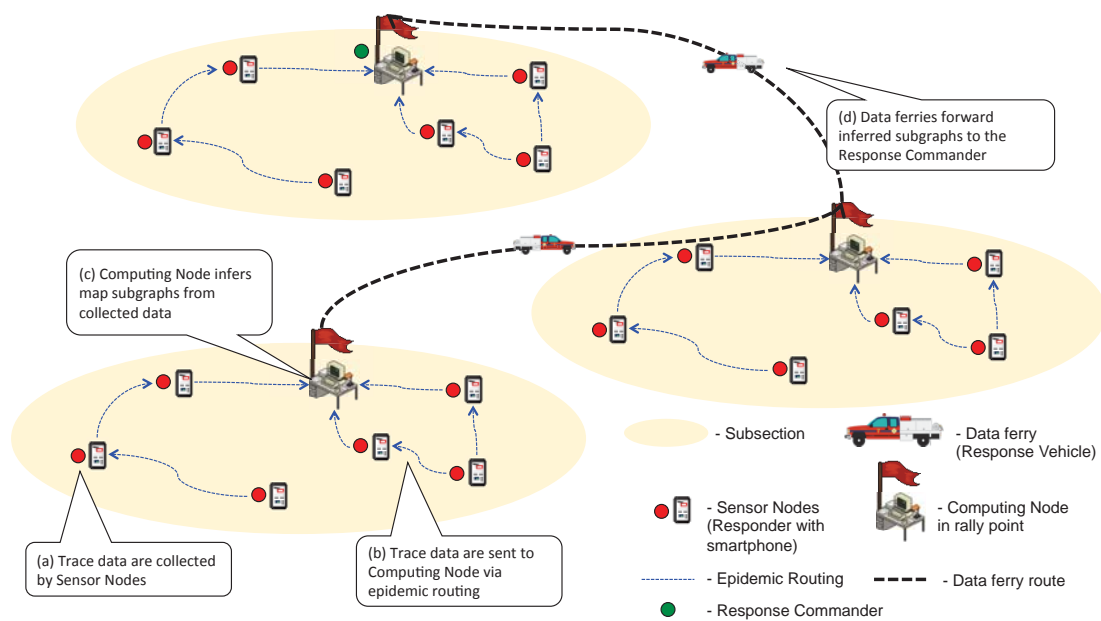 (d) Data ferries forward
inferred subgraphs to the
Response Commander
(c) Computing Node infers
map subgraphs from
collected data
(a) Trace data are collected
by Sensor Nodes
(b) Trace data are sent to
Computing Node via
epidemic routing
- Subsection
- Data ferry
(Response Vehicle)
- Sensor Nodes
(Responder with
smartphone)
- Computing Node
in rally point
- Epidemic Routing
- Data ferry route
- Response Commander